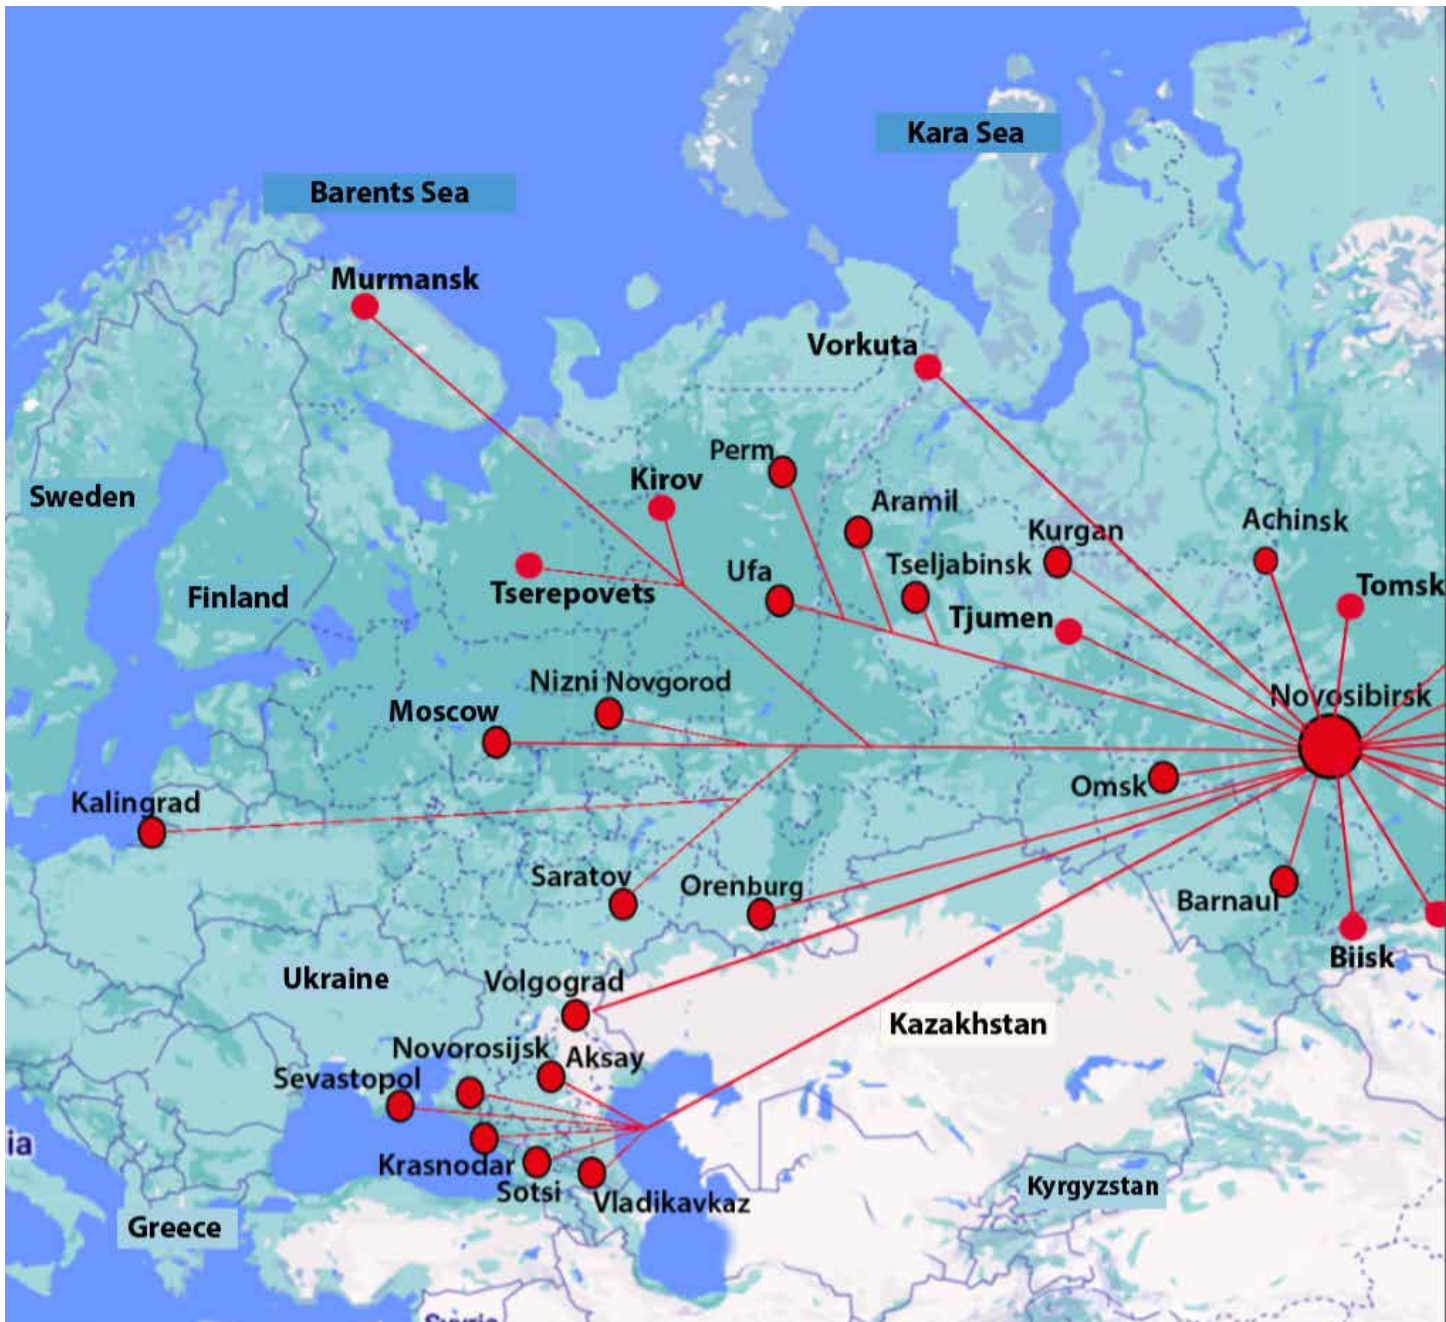 Kara Sea
Barents Sea
Murmansk
Vorkuta
Perm
Kirov
Aramil
Sweden
Kurgan
Achinsk
Ufa
Tseljabinsk
Tomsk
Tserepovets
Finland
Tjumen
Nizni Novgorod
Novosibirsk
Moscow
Omsk
Kalingrad
Saratov
Orenburg
Barnaul
Ukraine
Volgograd
Biisk
Kazakhstan
Novorosijsk
Aksay
Sevastopol
ia
Krasnodar
Sotsi
Vladikavkaz
Kyrgyzstan
Greece